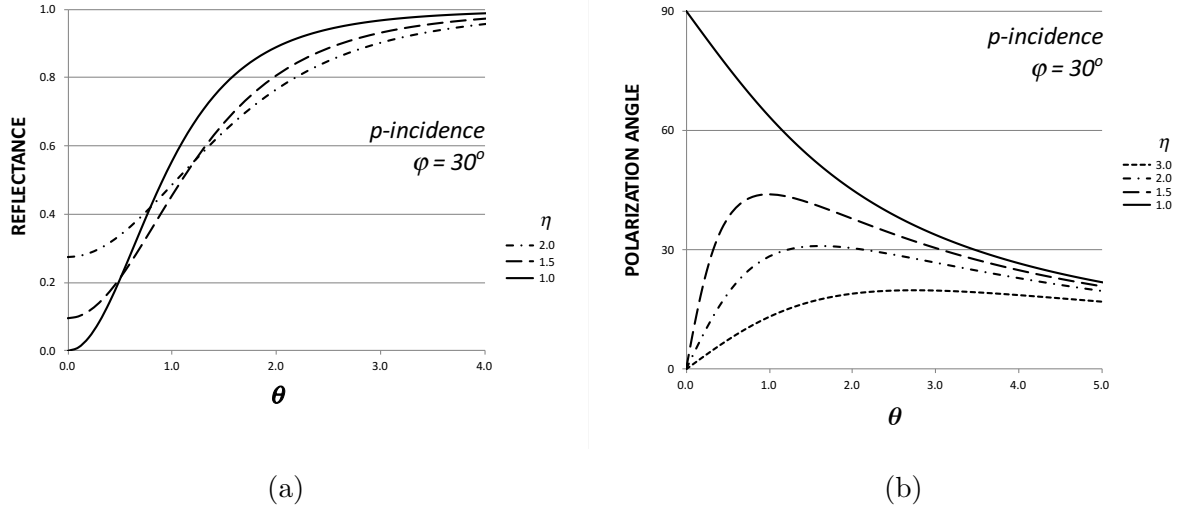 1.0
0.8
0.6
0.4
0.2
0.0
0.0 1.0 2.0 3.0 4.0
REFLECTANCE
θ
p-incidence
φ = 30º
η
2.0
1.5
1.0
(a)
90
60
30
0
0.0 1.0 2.0 3.0 4.0 5.0
POLARIZATION ANGLE
θ
p-incidence
φ = 30º
η
3.0
2.0
1.5
1.0
(b)